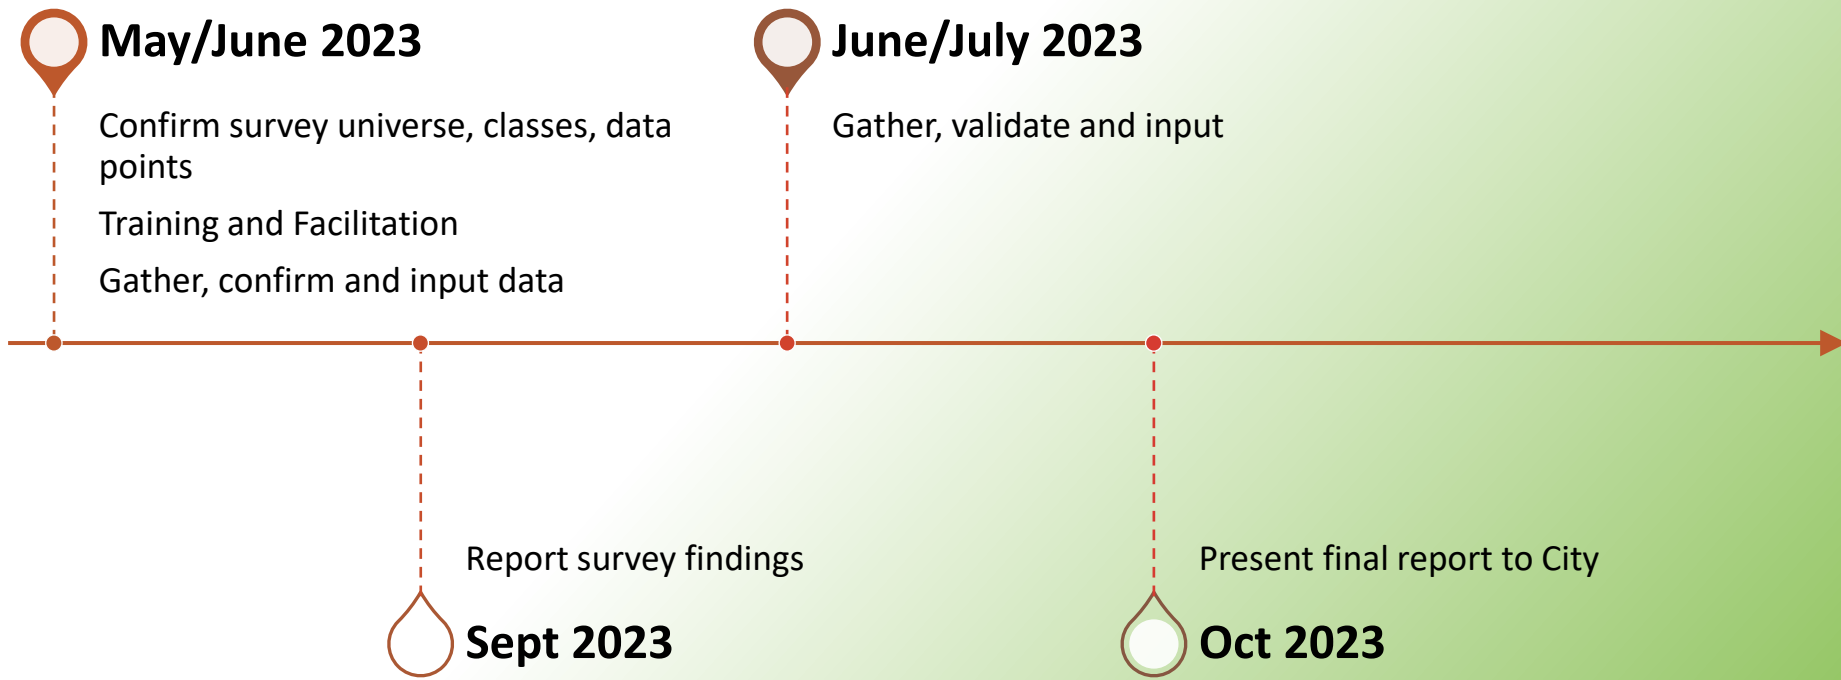 May/June 2023
Confirm survey universe, classes, data
points
Training and Facilitation
Gather, confirm and input data
June/July 2023
Gather, validate and input
Report survey findings
Sept 2023
Present final report to City
Oct 2023